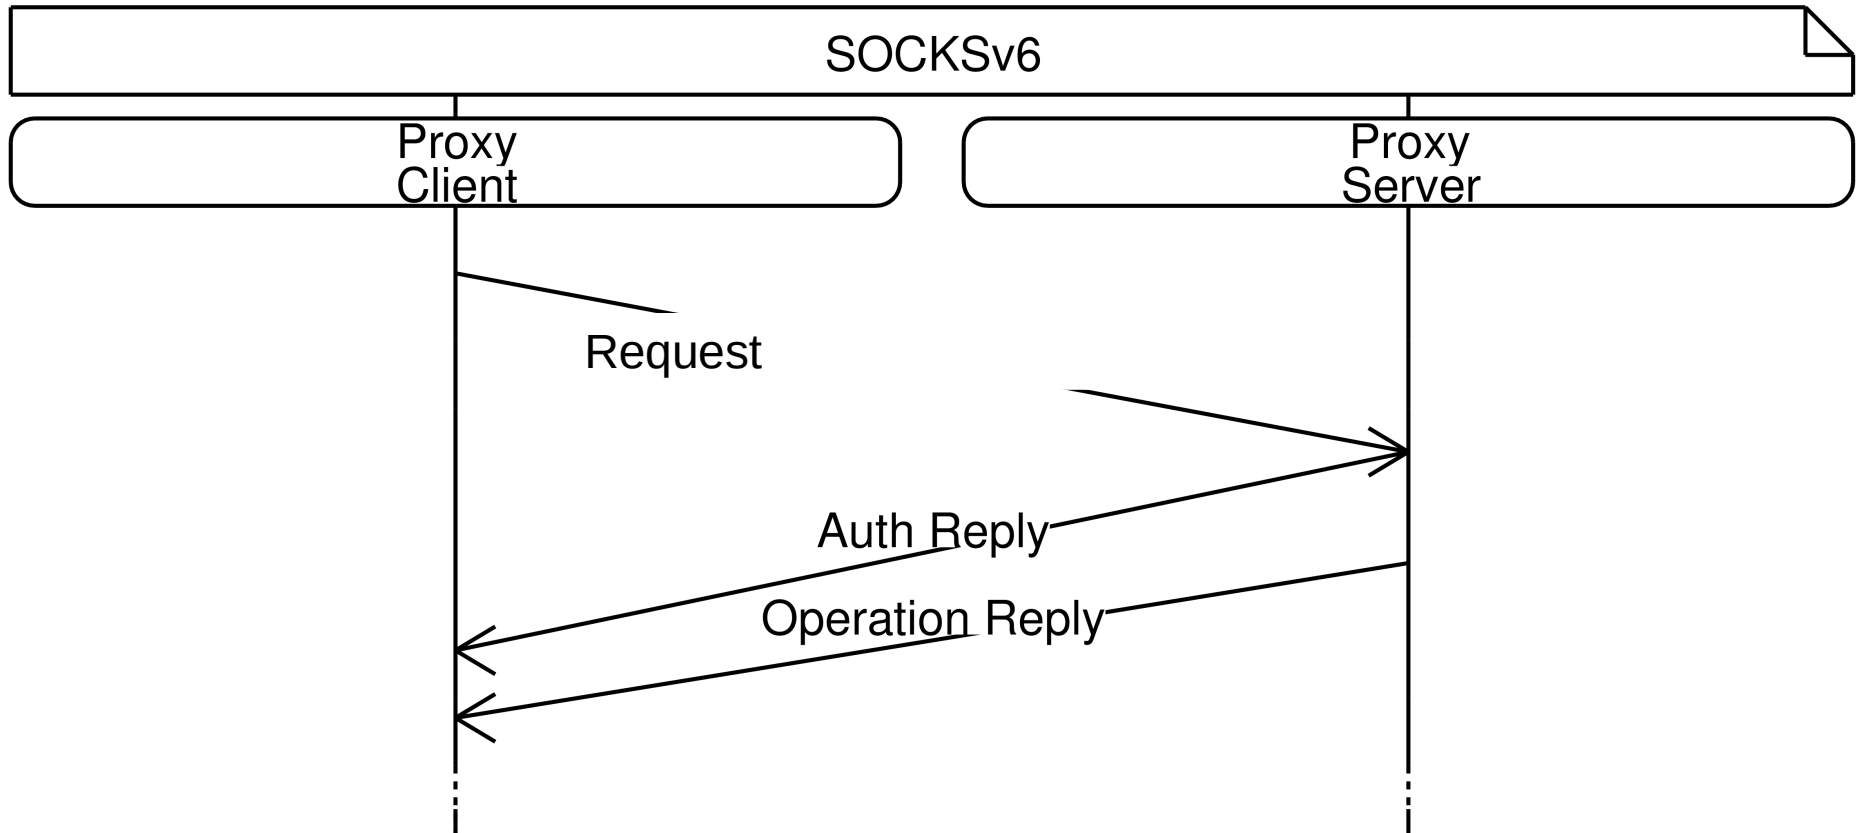 SOCKSv6
Proxy
Client
Proxy
Server
Request
Auth Reply
Operation Reply